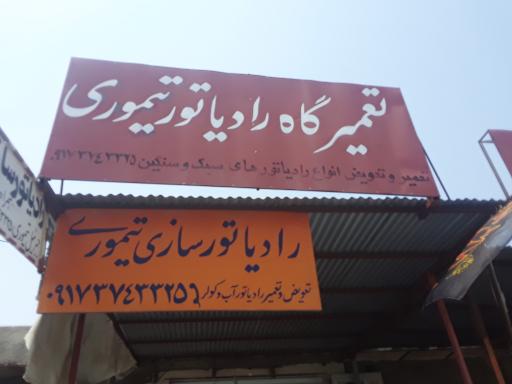 تعمیرگاه رادیاتور تیموری
تعمیر و تعویض انواع رادیاتورهای سبک و سنگین ۰۹۱۷۳۷۴۳۳۲۵
رادیاتورسازی تیموری
تعویض و تعمیر رادیاتور آب و کولر
۰۹۱۷۳۷۴۳۳۲۵